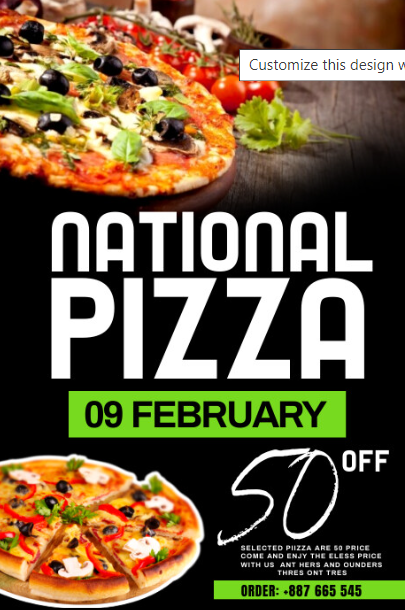 Customize this design w
NATIONAL
PIZZA
09 FEBRUARY
50 OFF
SELECTED PIIZZA ARE 50 PRICE
COME AND ENJY THE ELESS PRICE
WITH US ANT HERS AND OUNDERS
THRES ONT TRES
ORDER: +887 665 545